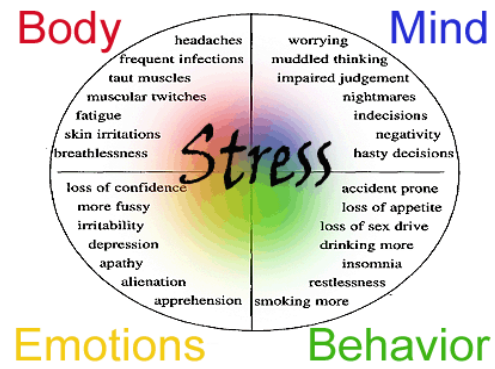 Body
headaches
frequent infections
taut muscles
muscular twitches
fatigue
skin irritations
breathlessness
Mind
worrying
muddled thinking
impaired judgement
nightmares
indecisions
negativity
hasty decisions
Stress
loss of confidence
more fussy
irritability
depression
apathy
alienation
apprehension
Emotions
accident prone
loss of appetite
loss of sex drive
drinking more
insomnia
restlessness
smoking more
Behavior